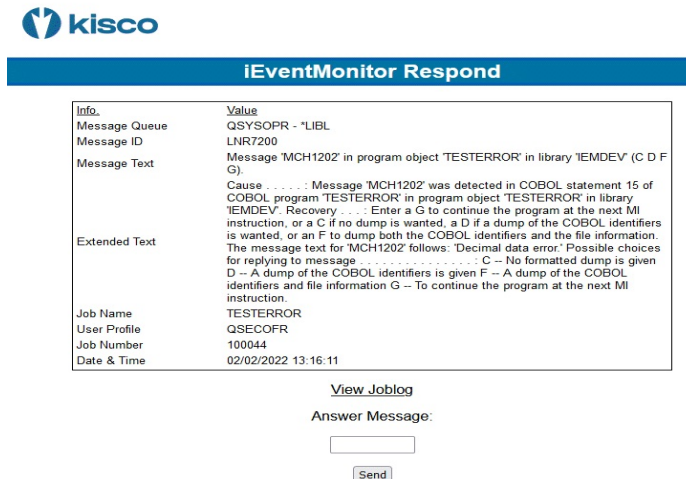 kisco
iEventMonitor Respond
Info. Value
Message Queue QSYSOPR - *LIBL
Message ID LNR7200
Message Text Message 'MCH1202' in program object 'TESTERROR' in library 'IEMDEV' (C D F
G).
Cause . . . . . : Message 'MCH1202' was detected in COBOL statement 15 of
COBOL program 'TESTERROR' in program object 'TESTERROR' in library
'IEMDEV'. Recovery . . . : Enter a G to continue the program at the next MI
instruction, or a C if no dump is wanted, a D if a dump of the COBOL identifiers
is wanted, or an F to dump both the COBOL identifiers and the file information.
Extended Text The message text for 'MCH1202' follows: 'Decimal data error.' Possible choices
for replying to message . . . . . . . . . . . . . . . : C -- No formatted dump is given
D -- A dump of the COBOL identifiers is given F -- A dump of the COBOL
identifiers and file information G -- To continue the program at the next MI
instruction.
Job Name TESTERROR
User Profile QSECOFR
Job Number 100044
Date & Time 02/02/2022 13:16:11
View Joblog
Answer Message:
Send